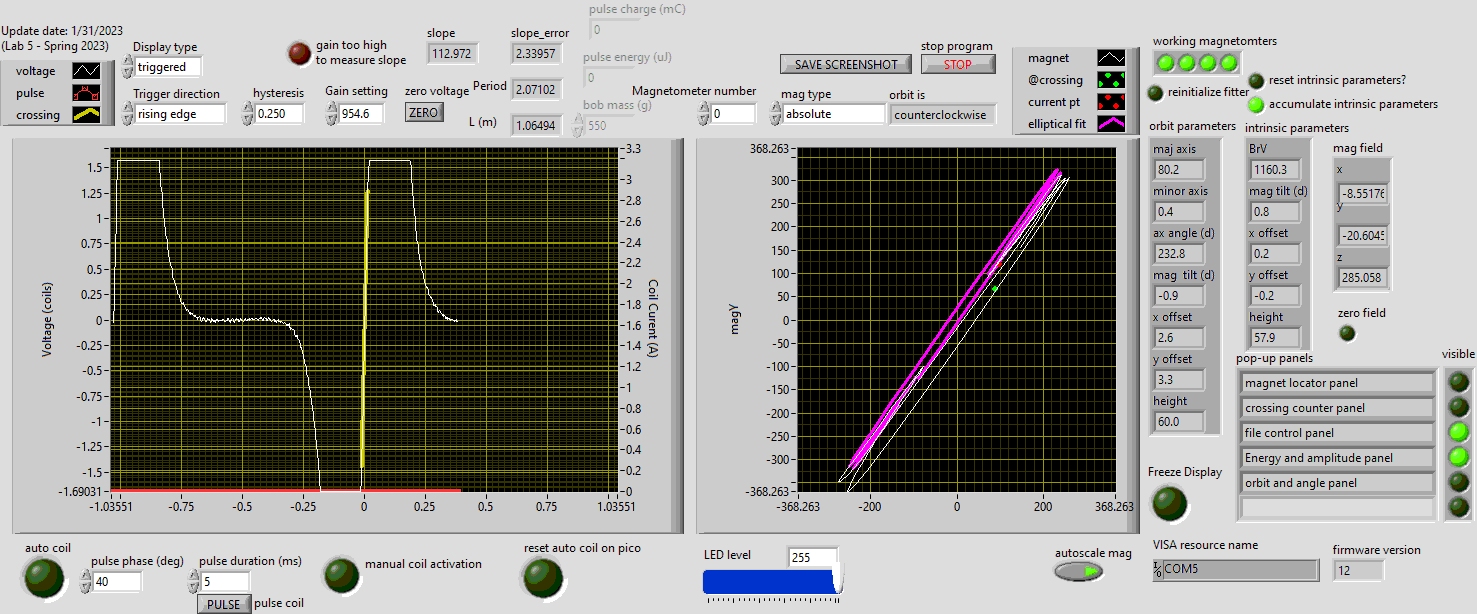 Update date: 1/31/2023
(Lab 5 - Spring 2023)
voltage
pulse
crossing
Display type
triggered
Trigger direction
rising edge
gain too high
to measure slope
hysteresis
0.250
Gain setting
954.6
zero voltage
ZERO
slope
112.972
slope_error
2.33957
Period
2.07102
L (m)
1.06494
pulse charge (mC)
0
pulse energy (uJ)
0
bob mass (g)
550
Magnetometer number
0
SAVE SCREENSHOT
stop program
STOP
mag type
absolute
orbit is
counterclockwise
magnet
@crossing
current pt
elliptical fit
working magnetomters
reinitialize fitter
reset intrinsic parameters?
accumulate intrinsic parameters
Voltage (coils)
1.5
1.25
1
0.75
0.5
0.25
0
-0.25
-0.5
-0.75
-1
-1.25
-1.5
-1.69031
-1.03551
-0.75
-0.5
-0.25
0
0.25
0.5
0.75
1.03551
3.3
3
2.8
2.6
2.4
2.2
2
1.8
1.6
1.4
1.2
1
0.8
0.6
0.4
0.2
0
Coil Curent (A)
magy
368.263
300
250
200
150
100
50
0
-50
-100
-150
-200
-250
-300
-368.263
-368.263
-200
0
200
368.263
orbit parameters
maj axis
80.2
minor axis
0.4
ax angle (d)
232.8
mag tilt (d)
-0.9
x offset
2.6
y offset
3.3
height
60.0
intrinsic parameters
BrV
1160.3
mag tilt (d)
0.8
x offset
0.2
y offset
-0.2
height
57.9
mag field
x
-8.5517
y
-20.604
z
285.058
zero field
pop-up panels
visible
magnet locator panel
crossing counter panel
file control panel
Energy and amplitude panel
orbit and angle panel
Freeze Display
auto coil
pulse phase (deg)
40
pulse duration (ms)
5
PULSE
pulse coil
manual coil activation
reset auto coil on pico
LED level
255
autoscale mag
VISA resource name
COM5
firmware version
12